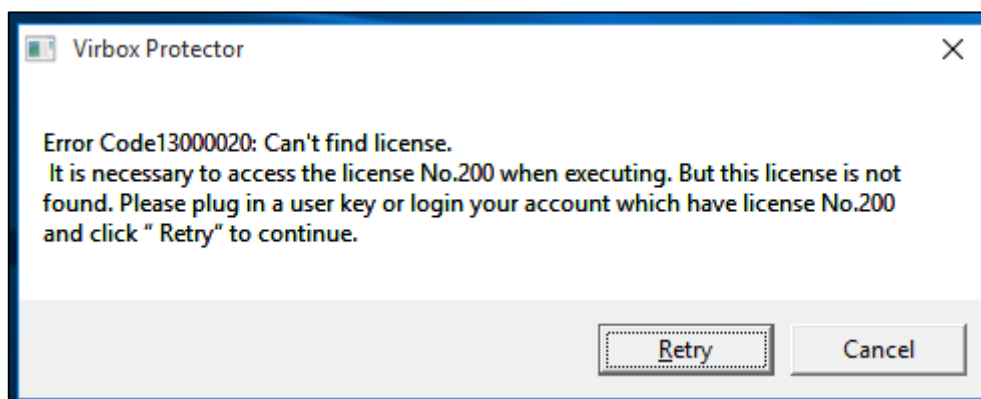 Virbox Protector
Error Code13000020: Can't find license.
It is necessary to access the license No.200 when executing. But this license is not
found. Please plug in a user key or login your account which have license No.200
and click “ Retry“ to continue.
Retry
Cancel